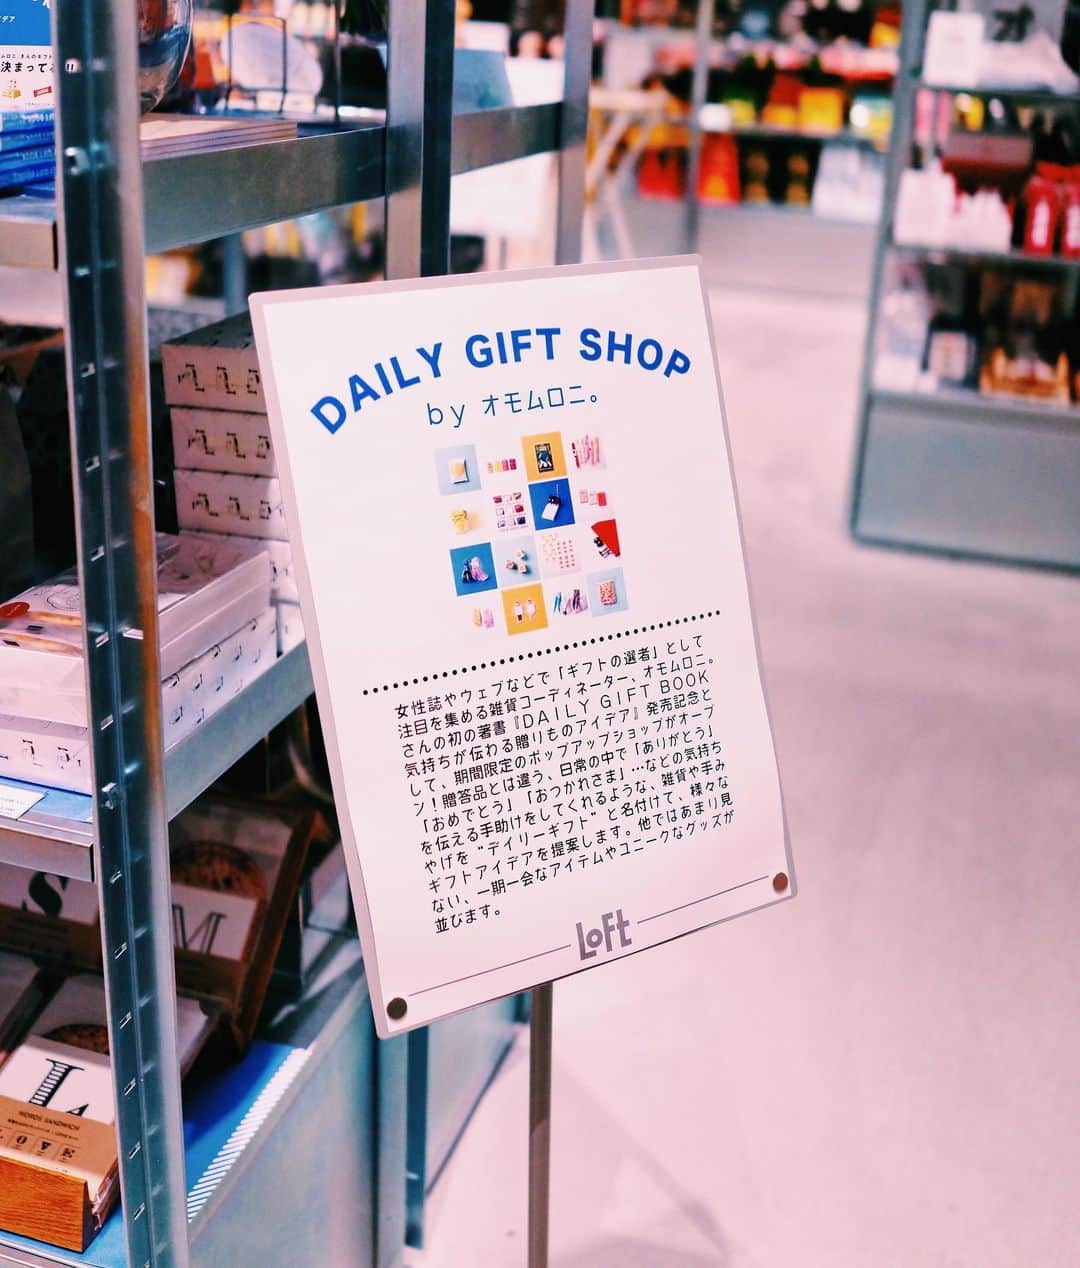 決まってる!!
DAILY GIFT SHOP
by オモムロニ。
女性誌やウェブなどで「ギフトの選者」として
注目を集める雑貨コーディネーター、オモムロニ。
さんの初の著書『DAILY GIFT BOOK
気持ちが伝わる贈りものアイデア』発売記念と
して、期間限定のポップアップショップがオープ
ン！贈答品とは違う、日常の中で「ありがとう」
「おめでとう」「おつかれさま」…などの気持ち
を伝える手助けをしてくれるような、雑貨や手み
やげを“デイリーギフト”と名付けて、様々な
ギフトアイデアを提案します。他ではあまり見
ない、一期一会なアイテムやユニークなグッズが
並びます。
LOFT
S
M
L
WORDS SANDWICH